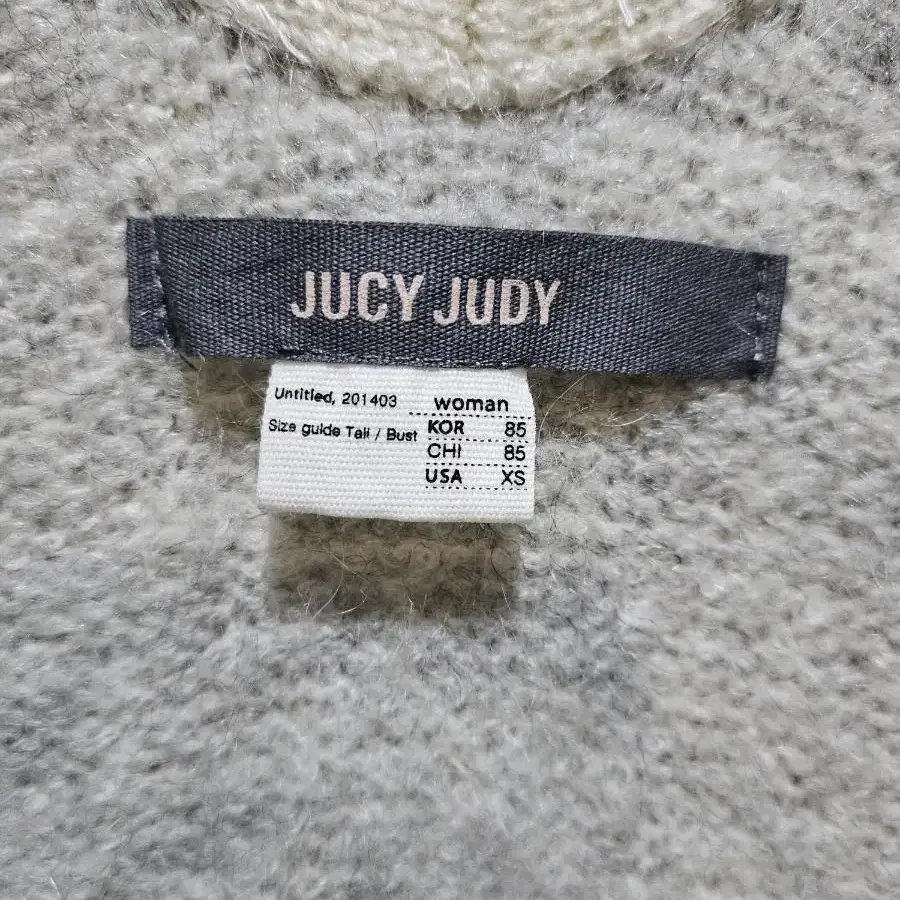 JUCY JUDY
Untitled, 201403
Size guide Tall / Bust
woman
KOR 85
CHI 85
USA XS